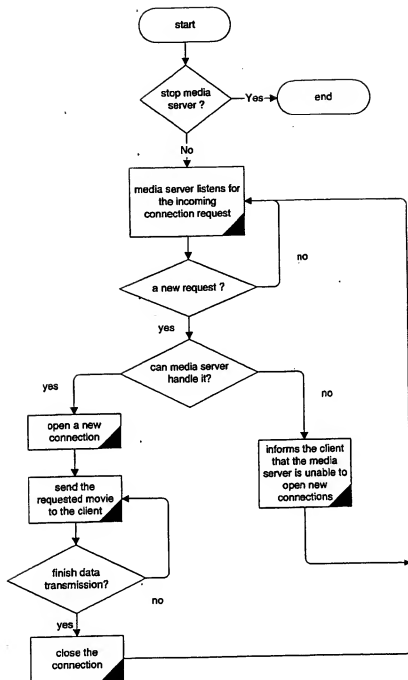 start
stop media
server ?
Yes
end
No
media server listens for
the incoming
connection request
no
a new request ?
yes
can media server
handle it?
yes
no
open a new
connection
informs the client
that the media
server is unable to
open new
connections
send the
requested movie
to the client
finish data
transmission?
no
yes
close the
connection